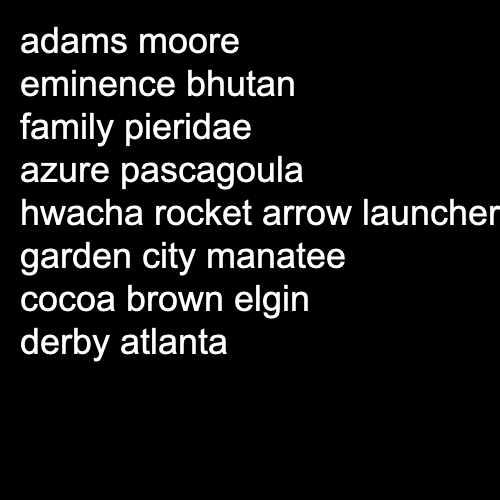 adams moore
eminence bhutan
family pieridae
azure pascagoula
hwacha rocket arrow launcher
garden city manatee
cocoa brown elgin
derby atlanta